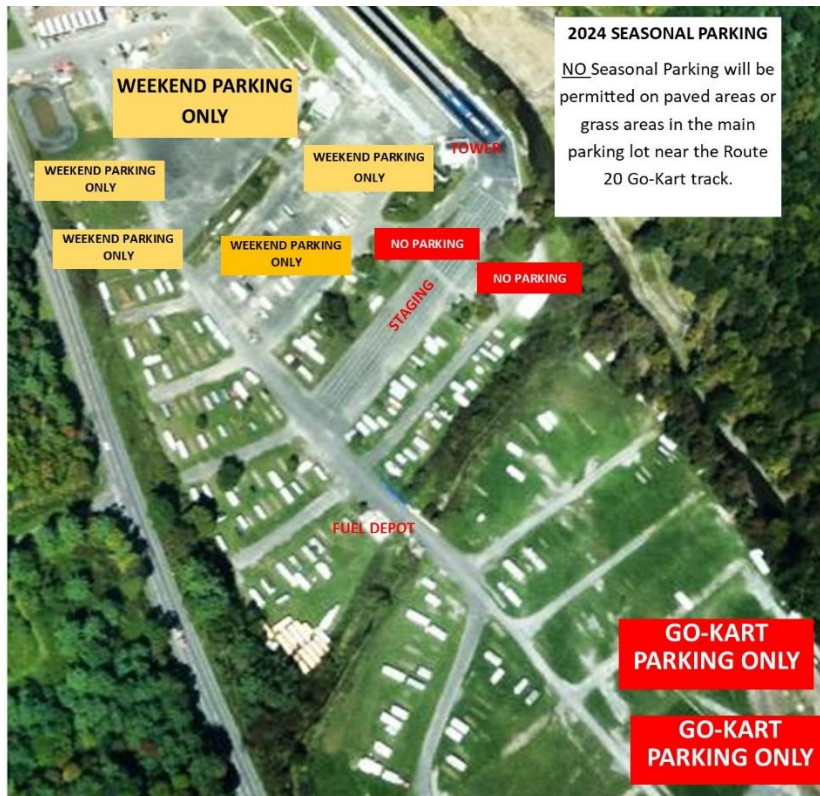 2024 SEASONAL PARKING
NO Seasonal Parking will be
permitted on paved areas or
grass areas in the main
parking lot near the Route
20 Go-Kart track.
WEEKEND PARKING
ONLY
TOWER
WEEKEND PARKING
ONLY
WEEKEND PARKING
ONLY
WEEKEND PARKING
ONLY
WEEKEND PARKING
ONLY
NO PARKING
NO PARKING
STAGING
FUEL DEPOT
GO-KART
PARKING ONLY
GO-KART
PARKING ONLY